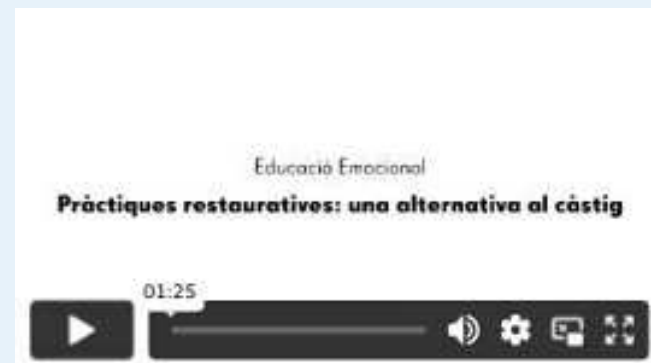 Educació Emocional
Pràctiques restauratives: una alternativa al càstig
01:25